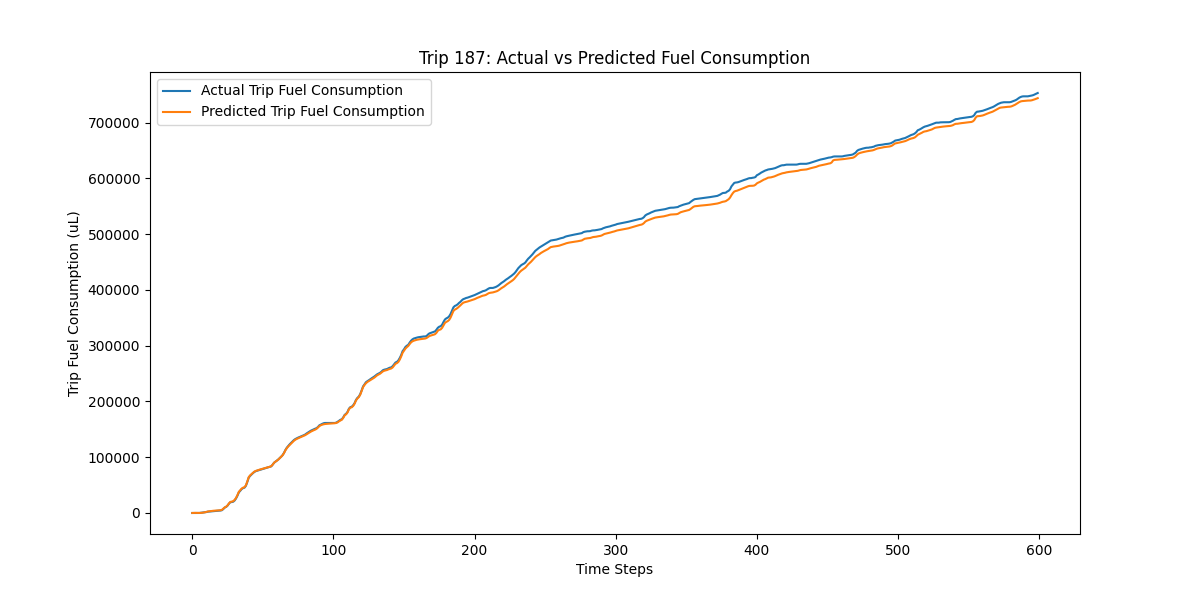 Trip 187: Actual vs Predicted Fuel Consumption
Actual Trip Fuel Consumption
Predicted Trip Fuel Consumption
Trip Fuel Consumption (uL)
700000
600000
500000
400000
300000
200000
100000
0
0 100 200 300 400 500 600
Time Steps